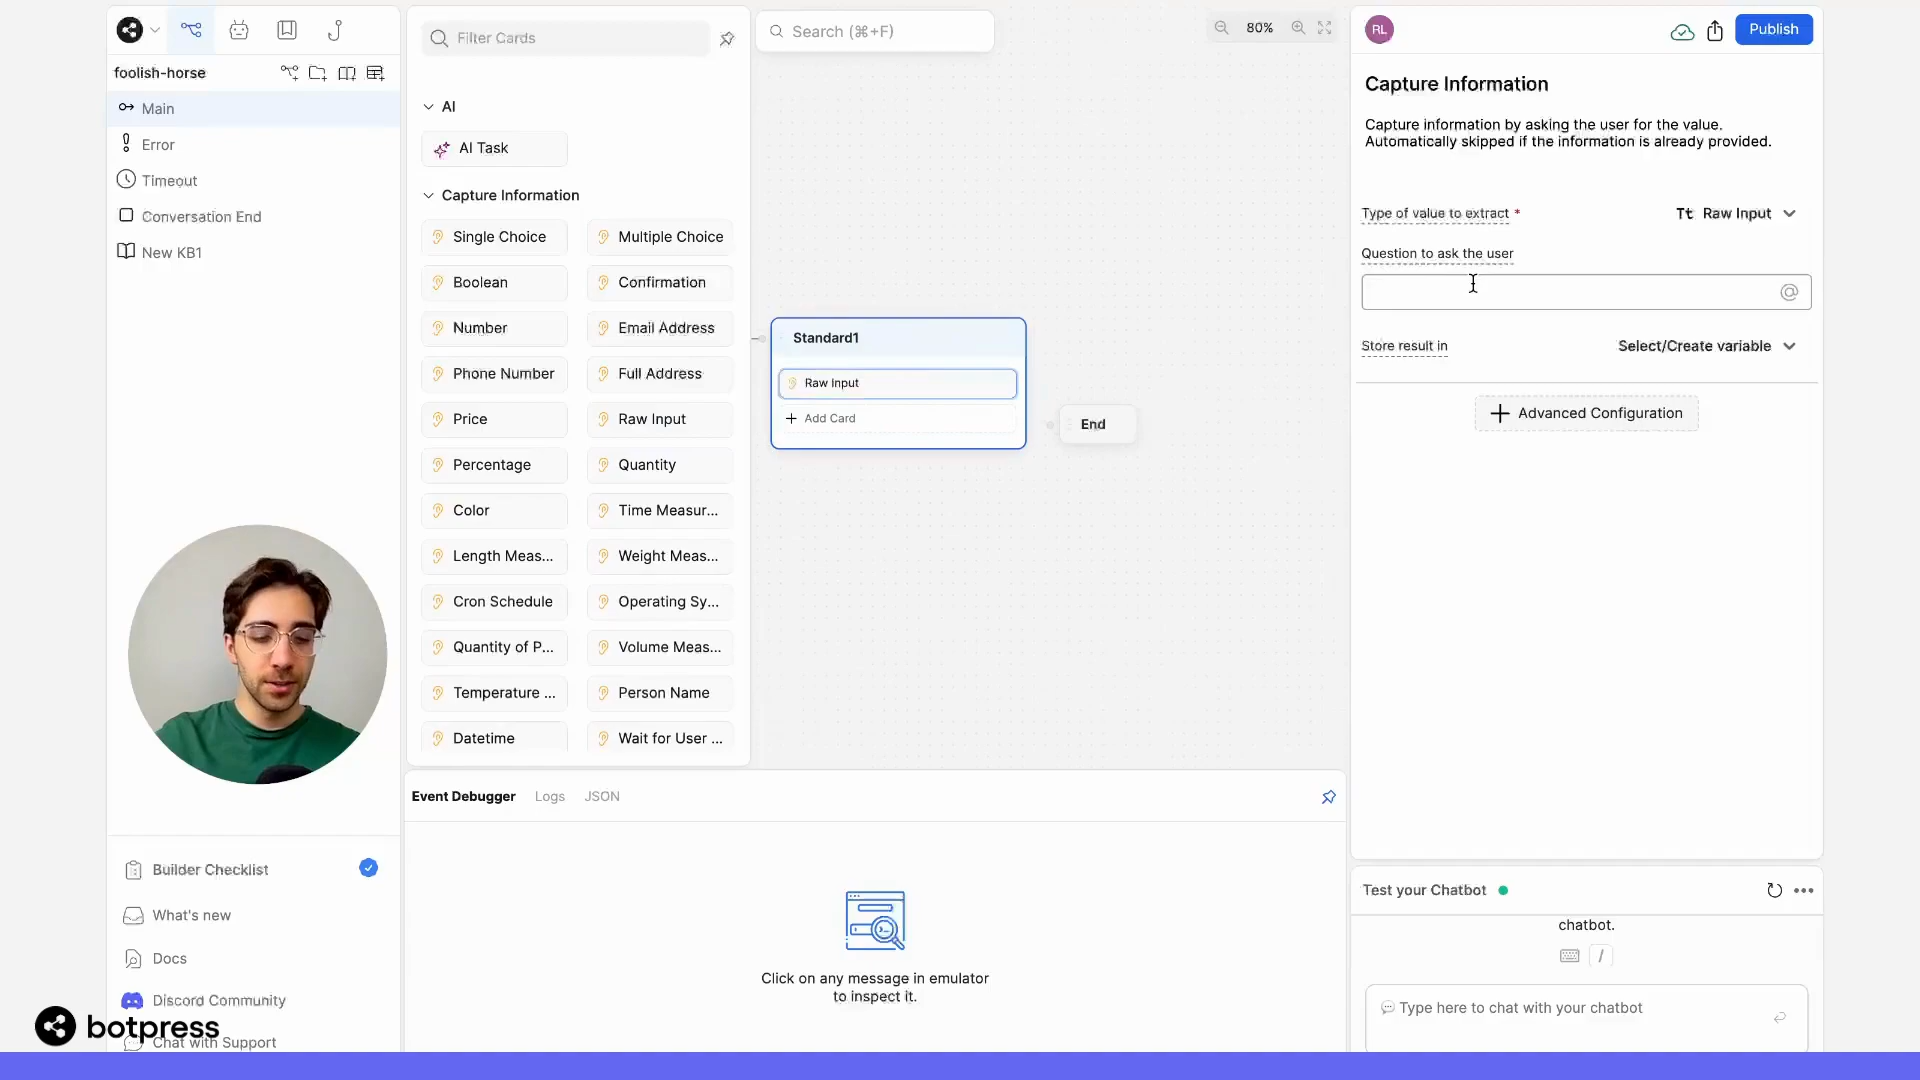 foolish-horse
Main
Error
Timeout
Conversation End
New KB1
Builder Checklist
What's new
Docs
Discord Community
Chat with Support
botpress
Filter Cards
AI
AI Task
Capture Information
Single Choice
Multiple Choice
Boolean
Confirmation
Number
Email Address
Phone Number
Full Address
Price
Raw Input
Percentage
Quantity
Color
Time Measur...
Length Meas...
Weight Meas...
Cron Schedule
Operating Sy...
Quantity of P...
Volume Meas...
Temperature ...
Person Name
Datetime
Wait for User ...
Search (⌘+F)
80%
Standard1
Raw Input
+ Add Card
End
Event Debugger
Logs
JSON
Click on any message in emulator
to inspect it.
RL
Publish
Capture Information
Capture information by asking the user for the value.
Automatically skipped if the information is already provided.
Type of value to extract *
Tt Raw Input
Question to ask the user
@
Store result in
Select/Create variable
+ Advanced Configuration
Test your Chatbot
chatbot.
/
Type here to chat with your chatbot